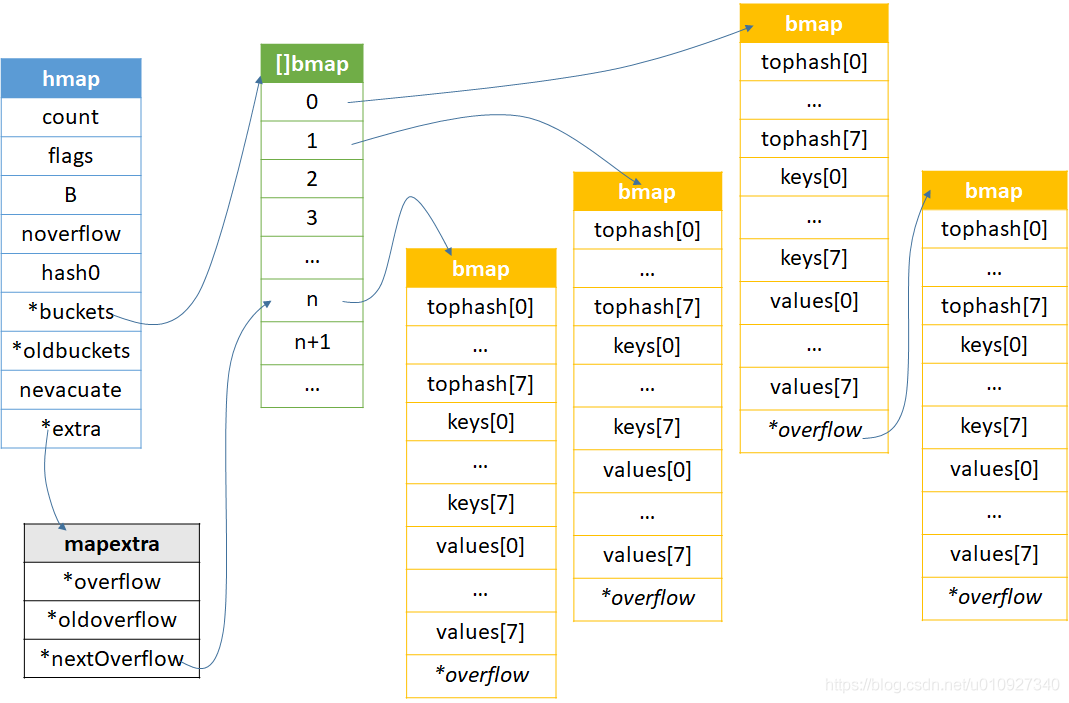 hmap
count
flags
B
noverflow
hash0
*buckets
*oldbuckets
nevacuate
*extra
mapextra
*overflow
*oldoverflow
*nextOverflow
[]bmap
0
1
2
3
...
n
n+1
...
bmap
tophash[0]
...
tophash[7]
keys[0]
...
keys[7]
values[0]
...
values[7]
*overflow
bmap
tophash[0]
...
tophash[7]
keys[0]
...
keys[7]
values[0]
...
values[7]
*overflow
bmap
tophash[0]
...
tophash[7]
keys[0]
...
keys[7]
values[0]
...
values[7]
*overflow
bmap
tophash[0]
...
tophash[7]
keys[0]
...
keys[7]
values[0]
...
values[7]
*overflow
https://blog.csdn.net/u010927340